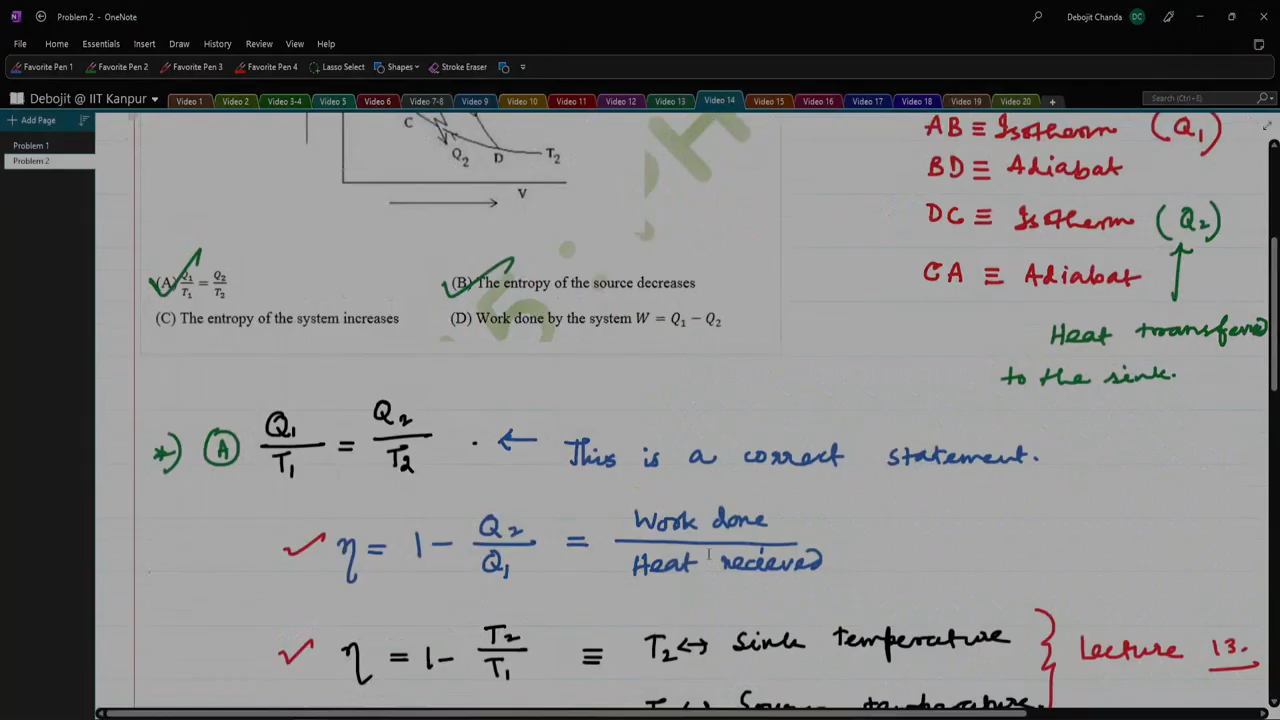 Problem 2 - OneNote
Debojit Chanda DC
File Home Essentials Insert Draw History Review View Help
Favorite Pen 1 Favorite Pen 2 Favorite Pen 3 Favorite Pen 4 Lasso Select Shapes Stroke Eraser
Debojit @ IIT Kanpur
Video 1 Video 2 Video 3-4 Video 5 Video 6 Video 7-8 Video 9 Video 10 Video 11 Video 12 Video 13 Video 14 Video 15 Video 16 Video 17 Video 18 Video 19 Video 20
Search (Ctrl+E)
Add Page
Problem 1
Problem 2
C
Q2
D
T2
V
AB ≡ Isotherm (Q1)
BD ≡ Adiabat
DC ≡ Isotherm (Q2)
CA ≡ Adiabat
Heat transferred
to the sink.
(A) Q1/T1 = Q2/T2
(B) The entropy of the source decreases
(C) The entropy of the system increases
(D) Work done by the system W = Q1 − Q2
*) A Q1/T1 = Q2/T2 . ← This is a correct statement.
η = 1 - Q2/Q1 = Work done / Heat recieved
η = 1 - T2/T1 ≡ T2 ↔ Sink temperature
Lecture 13.